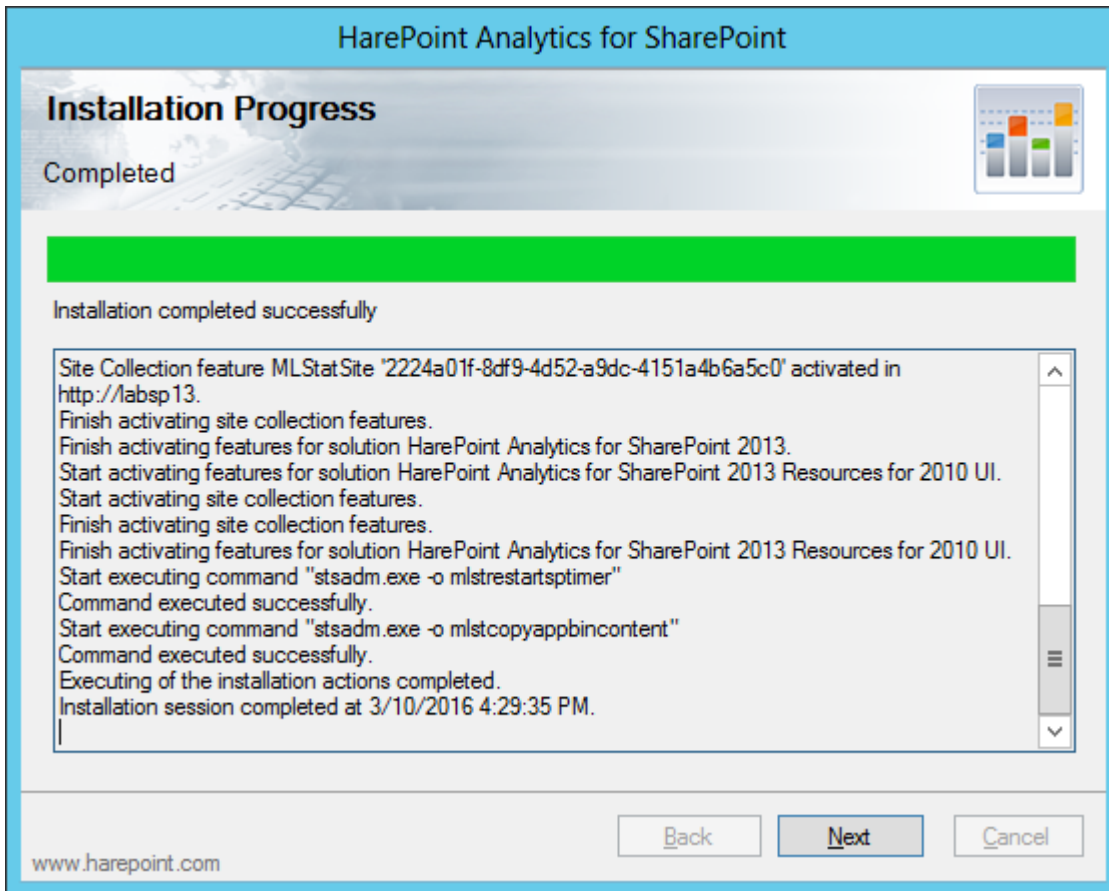 HarePoint Analytics for SharePoint
Installation Progress
Completed
Installation completed successfully
Site Collection feature MLStatSite "2224a01f-8df9-4d52-a9dc-4151a4b6a5c0" activated in
http://labsp13.
Finish activating site collection features.
Finish activating features for solution HarePoint Analytics for SharePoint 2013.
Start activating features for solution HarePoint Analytics for SharePoint 2013 Resources for 2010 UI.
Start activating site collection features.
Finish activating site collection features.
Finish activating features for solution HarePoint Analytics for SharePoint 2013 Resources for 2010 UI.
Start executing command "stsadm.exe -o mlstrestartsptimer"
Command executed successfully.
Start executing command "stsadm.exe -o mlstcopyappbincontent"
Command executed successfully.
Executing of the installation actions completed.
Installation session completed at 3/10/2016 4:29:35 PM.
Back Next Cancel
www.harepoint.com